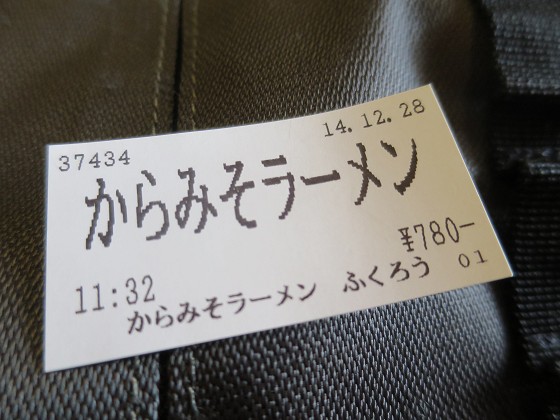 37434 14.12.28
からみそラーメン
¥780-
11:32 01
からみそラーメン ふくろう